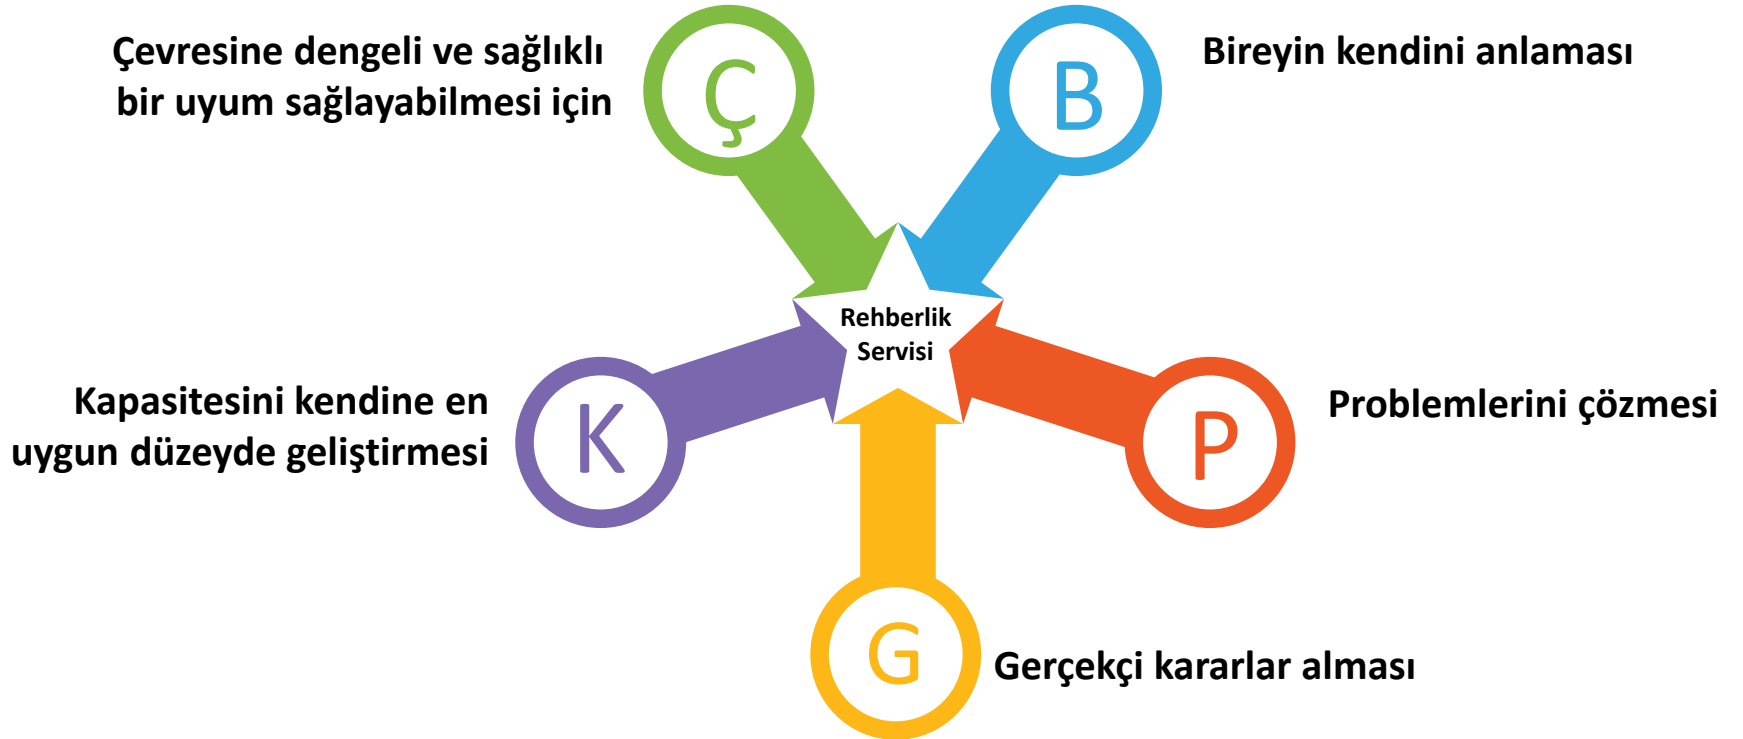 Çevresine dengeli ve sağlıklı
bir uyum sağlayabilmesi için
Ç
B
Bireyin kendini anlaması
Rehberlik
Servisi
Kapasitesini kendine en
uygun düzeyde geliştirmesi
K
P
Problemlerini çözmesi
G
Gerçekçi kararlar alması